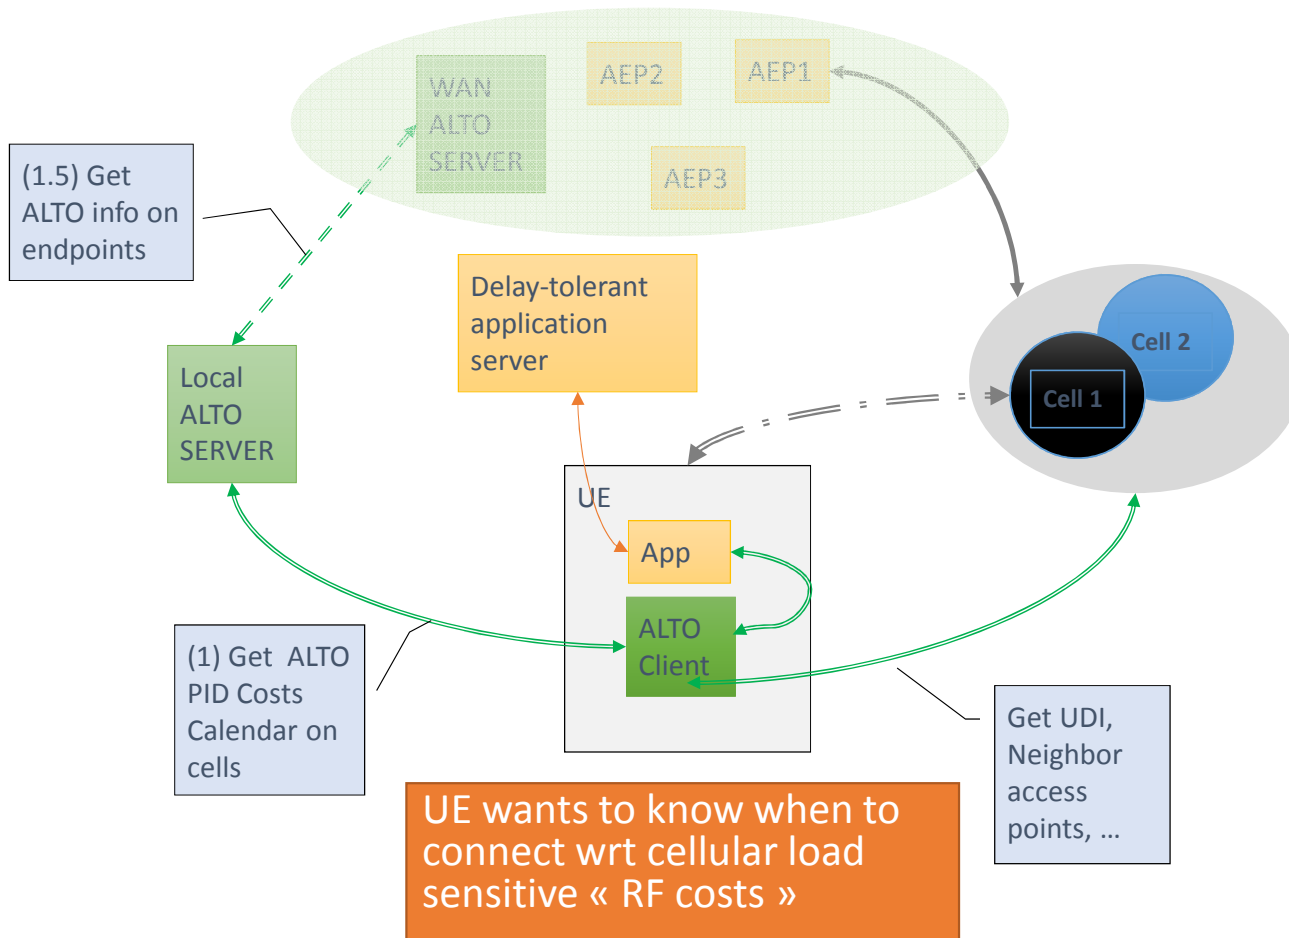 WAN
ALTO
SERVER
AEP2
AEP1
AEP3
(1.5) Get
ALTO info on
endpoints
Delay-tolerant
application
server
Cell 2
Cell 1
Local
ALTO
SERVER
UE
App
ALTO
Client
(1) Get  ALTO
PID Costs
Calendar on
cells
Get UDI,
Neighbor
access
points, ...
UE wants to know when to
connect wrt cellular load
sensitive « RF costs »